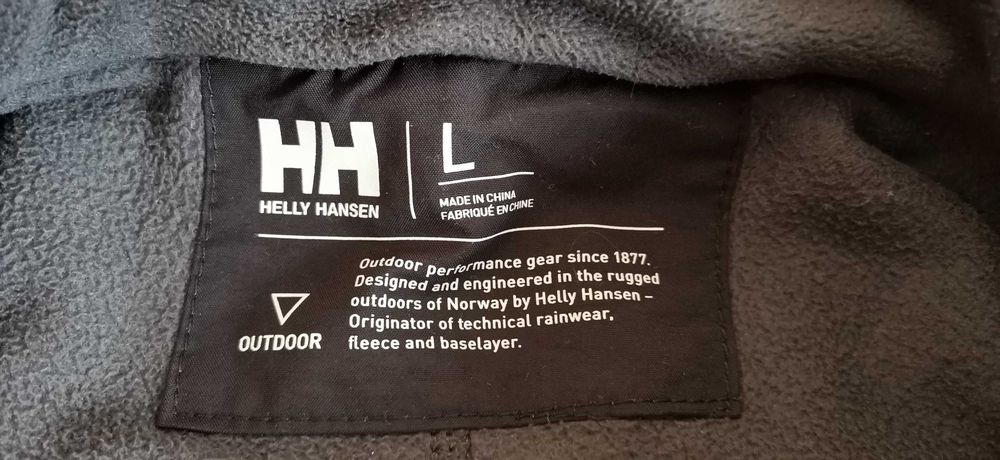 HH
HELLY HANSEN
L
MADE IN CHINA
FABRIQUÉ EN CHINE
Outdoor performance gear since 1877.
Designed and engineered in the rugged
outdoors of Norway by Helly Hansen –
Originator of technical rainwear,
fleece and baselayer.
OUTDOOR